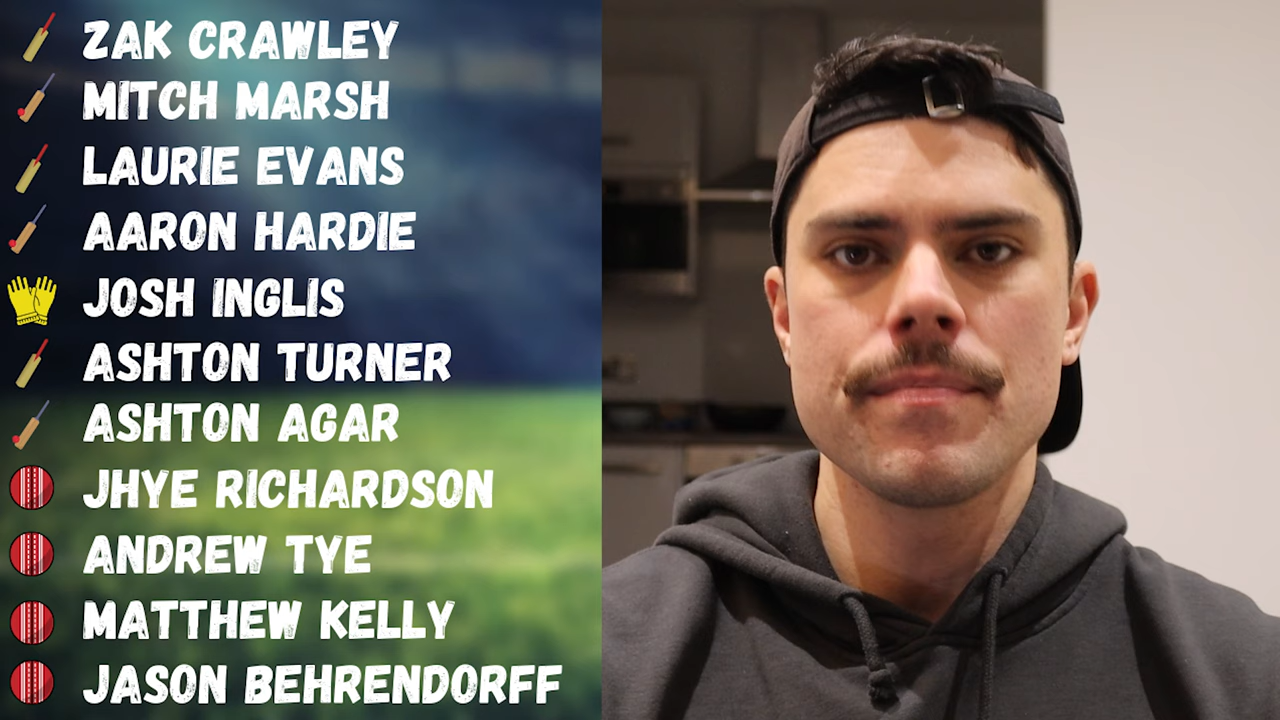 ZAK CRAWLEY
MITCH MARSH
LAURIE EVANS
AARON HARDIE
JOSH INGLIS
ASHTON TURNER
ASHTON AGAR
JHYE RICHARDSON
ANDREW TYE
MATTHEW KELLY
JASON BEHRENDORFF